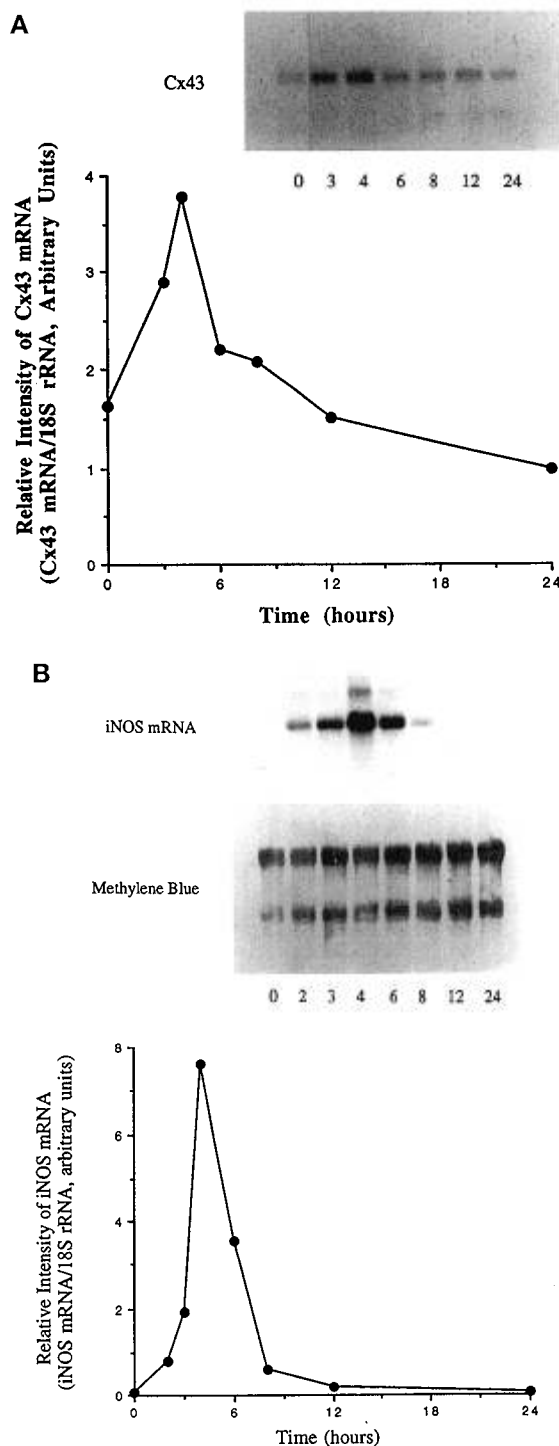 A
Cx43
0 3 4 6 8 12 24
Relative Intensity of Cx43 mRNA
(Cx43 mRNA/18S rRNA, Arbitrary Units)
4
3
2
1
0
0 6 12 18 24
Time (hours)
B
iNOS mRNA
Methylene Blue
0 2 3 4 6 8 12 24
Relative Intensity of iNOS mRNA
(iNOS mRNA/18S rRNA, arbitrary units)
8
6
4
2
0
0 6 12 18 24
Time (hours)